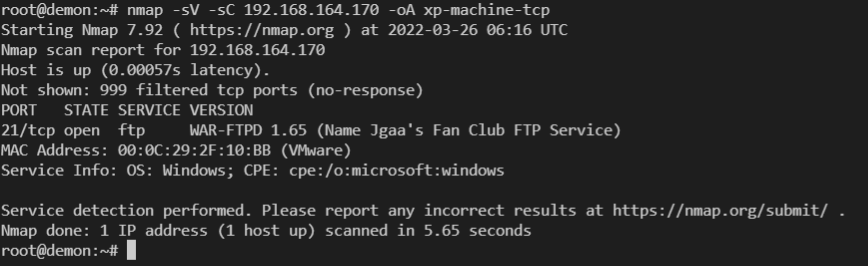 root@demon:~# nmap -sV -sC 192.168.164.170 -oA xp-machine-tcp
Starting Nmap 7.92 ( https://nmap.org ) at 2022-03-26 06:16 UTC
Nmap scan report for 192.168.164.170
Host is up (0.00057s latency).
Not shown: 999 filtered tcp ports (no-response)
PORT   STATE SERVICE VERSION
21/tcp open  ftp     WAR-FTPD 1.65 (Name Jgaa's Fan Club FTP Service)
MAC Address: 00:0C:29:2F:10:BB (VMware)
Service Info: OS: Windows; CPE: cpe:/o:microsoft:windows

Service detection performed. Please report any incorrect results at https://nmap.org/submit/ .
Nmap done: 1 IP address (1 host up) scanned in 5.65 seconds
root@demon:~#